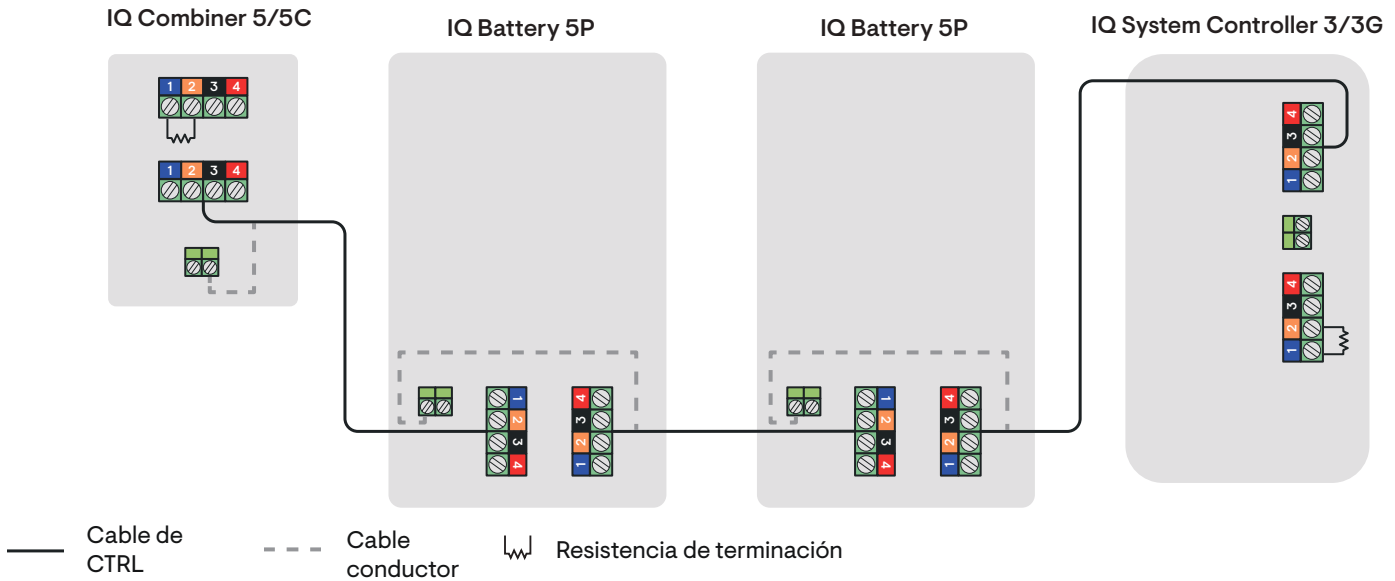 IQ Combiner 5/5C
IQ Battery 5P
IQ Battery 5P
IQ System Controller 3/3G
1 2 3 4
1 2 3 4
1
2
3
4
4
3
2
1
1
2
3
4
4
3
2
1
4
3
2
1
4
3
2
1
Cable de
CTRL
Cable
conductor
Resistencia de terminación